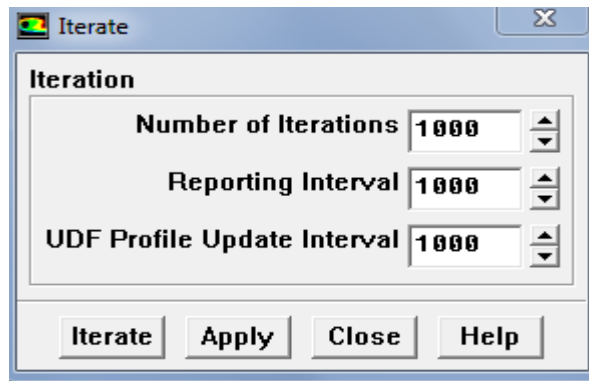 Iterate
Iteration
Number of Iterations 1000
Reporting Interval 1000
UDF Profile Update Interval 1000
Iterate Apply Close Help